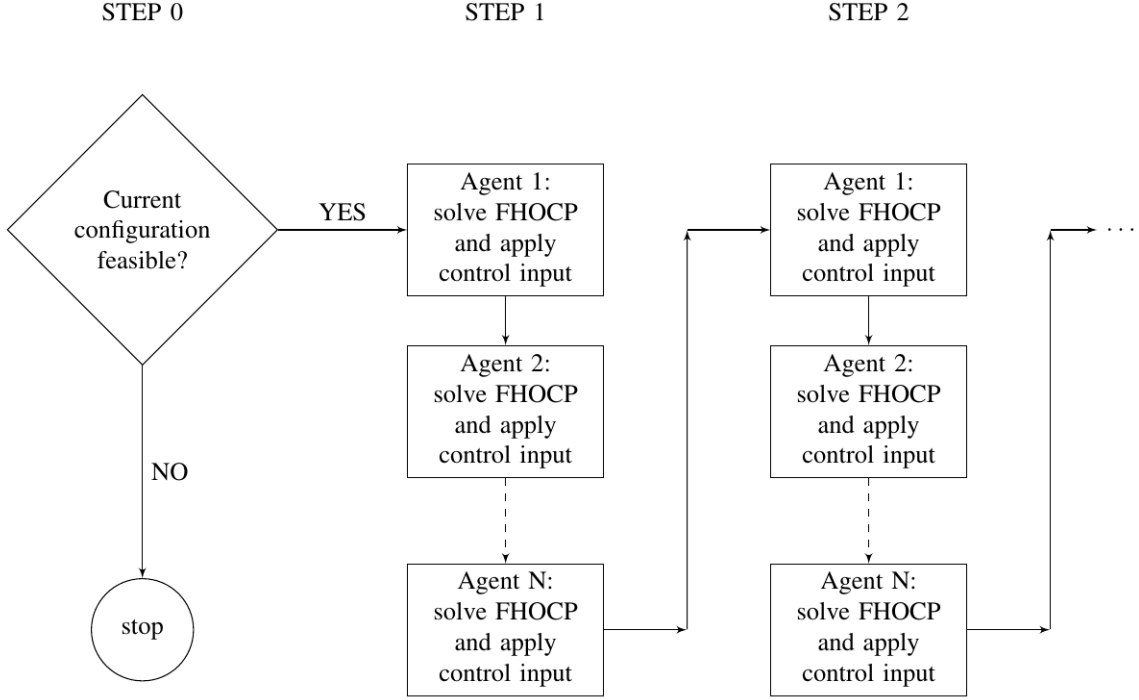 STEP 0
STEP 1
STEP 2
Current
configuration
feasible?
YES
NO
stop
Agent 1:
solve FHOCP
and apply
control input
Agent 2:
solve FHOCP
and apply
control input
Agent N:
solve FHOCP
and apply
control input
Agent 1:
solve FHOCP
and apply
control input
Agent 2:
solve FHOCP
and apply
control input
Agent N:
solve FHOCP
and apply
control input
...